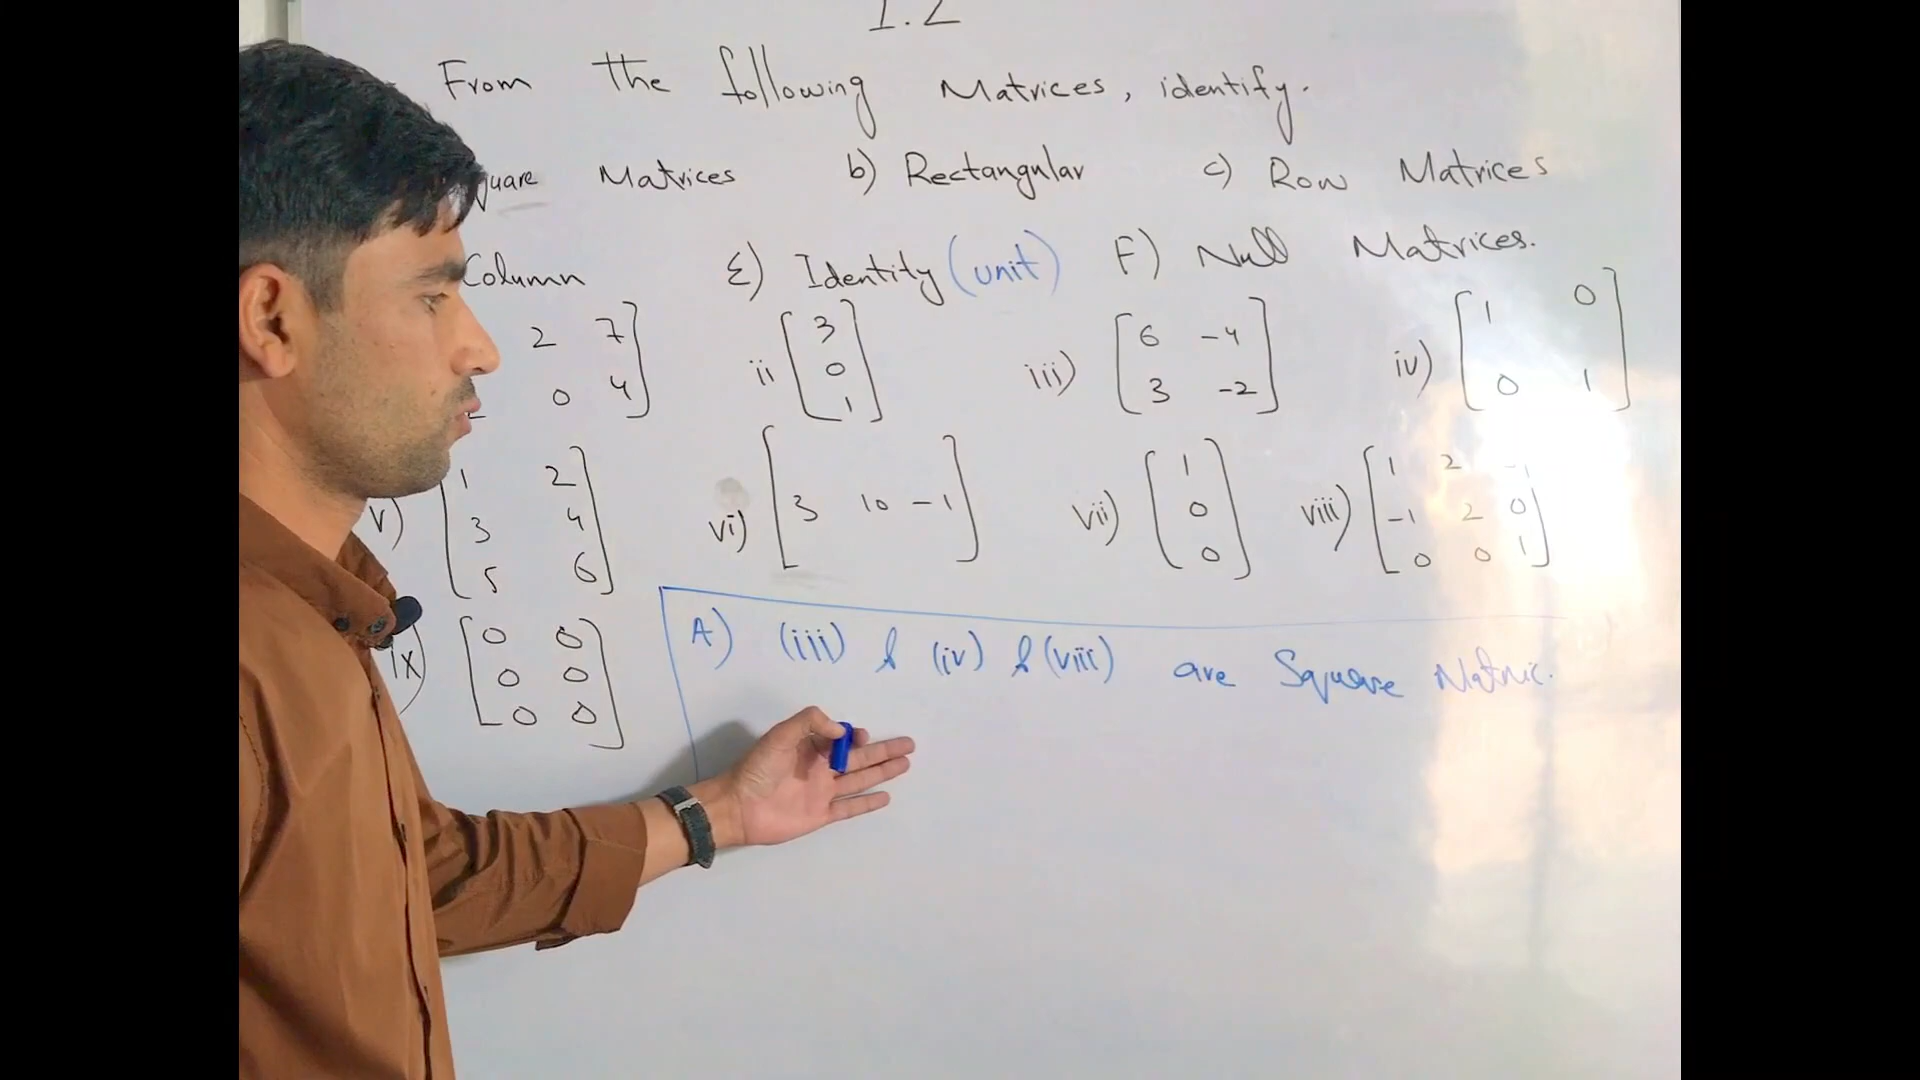 1.2
From the following Matrices, identify.
quare Matrices b) Rectangular c) Row Matrices
Column E) Identity (unit) F) Null Matrices.
2 7 ii [ 3 ] iii) [ 6 -4 ] iv) [ 1 0 ]
0 4 ] 0 3 -2 0 1
1
v) [ 1 2 ] vi) [ 3 10 -1 ] vii) [ 1 ] viii) [ 1 2 -1 ]
3 4 0 -1 2 0
5 6 0 0 0 1
ix) [ 0 0 ] A) (iii) & (iv) & (viii) are Square Matric.
0 0
0 0